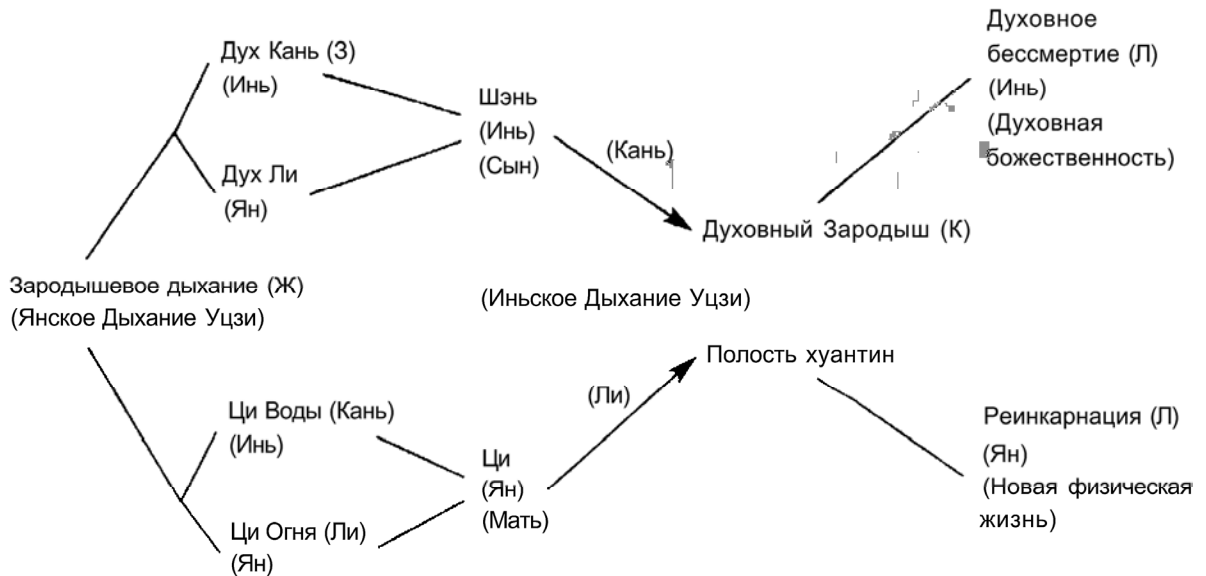 Дух Кань (З)
(Инь)
Дух Ли
(Ян)
Шэнь
(Инь)
(Сын)
(Кань)
Духовное
бессмертие (Л)
(Инь)
(Духовная
божественность)
Духовный Зародыш (К)
Зародышевое дыхание (Ж)
(Янское Дыхание Уцзи)
(Иньское Дыхание Уцзи)
Полость хуантин
Ци Воды (Кань)
(Инь)
Ци Огня (Ли)
(Ян)
Ци
(Ян)
(Мать)
(Ли)
Реинкарнация (Л)
(Ян)
(Новая физическая
жизнь)